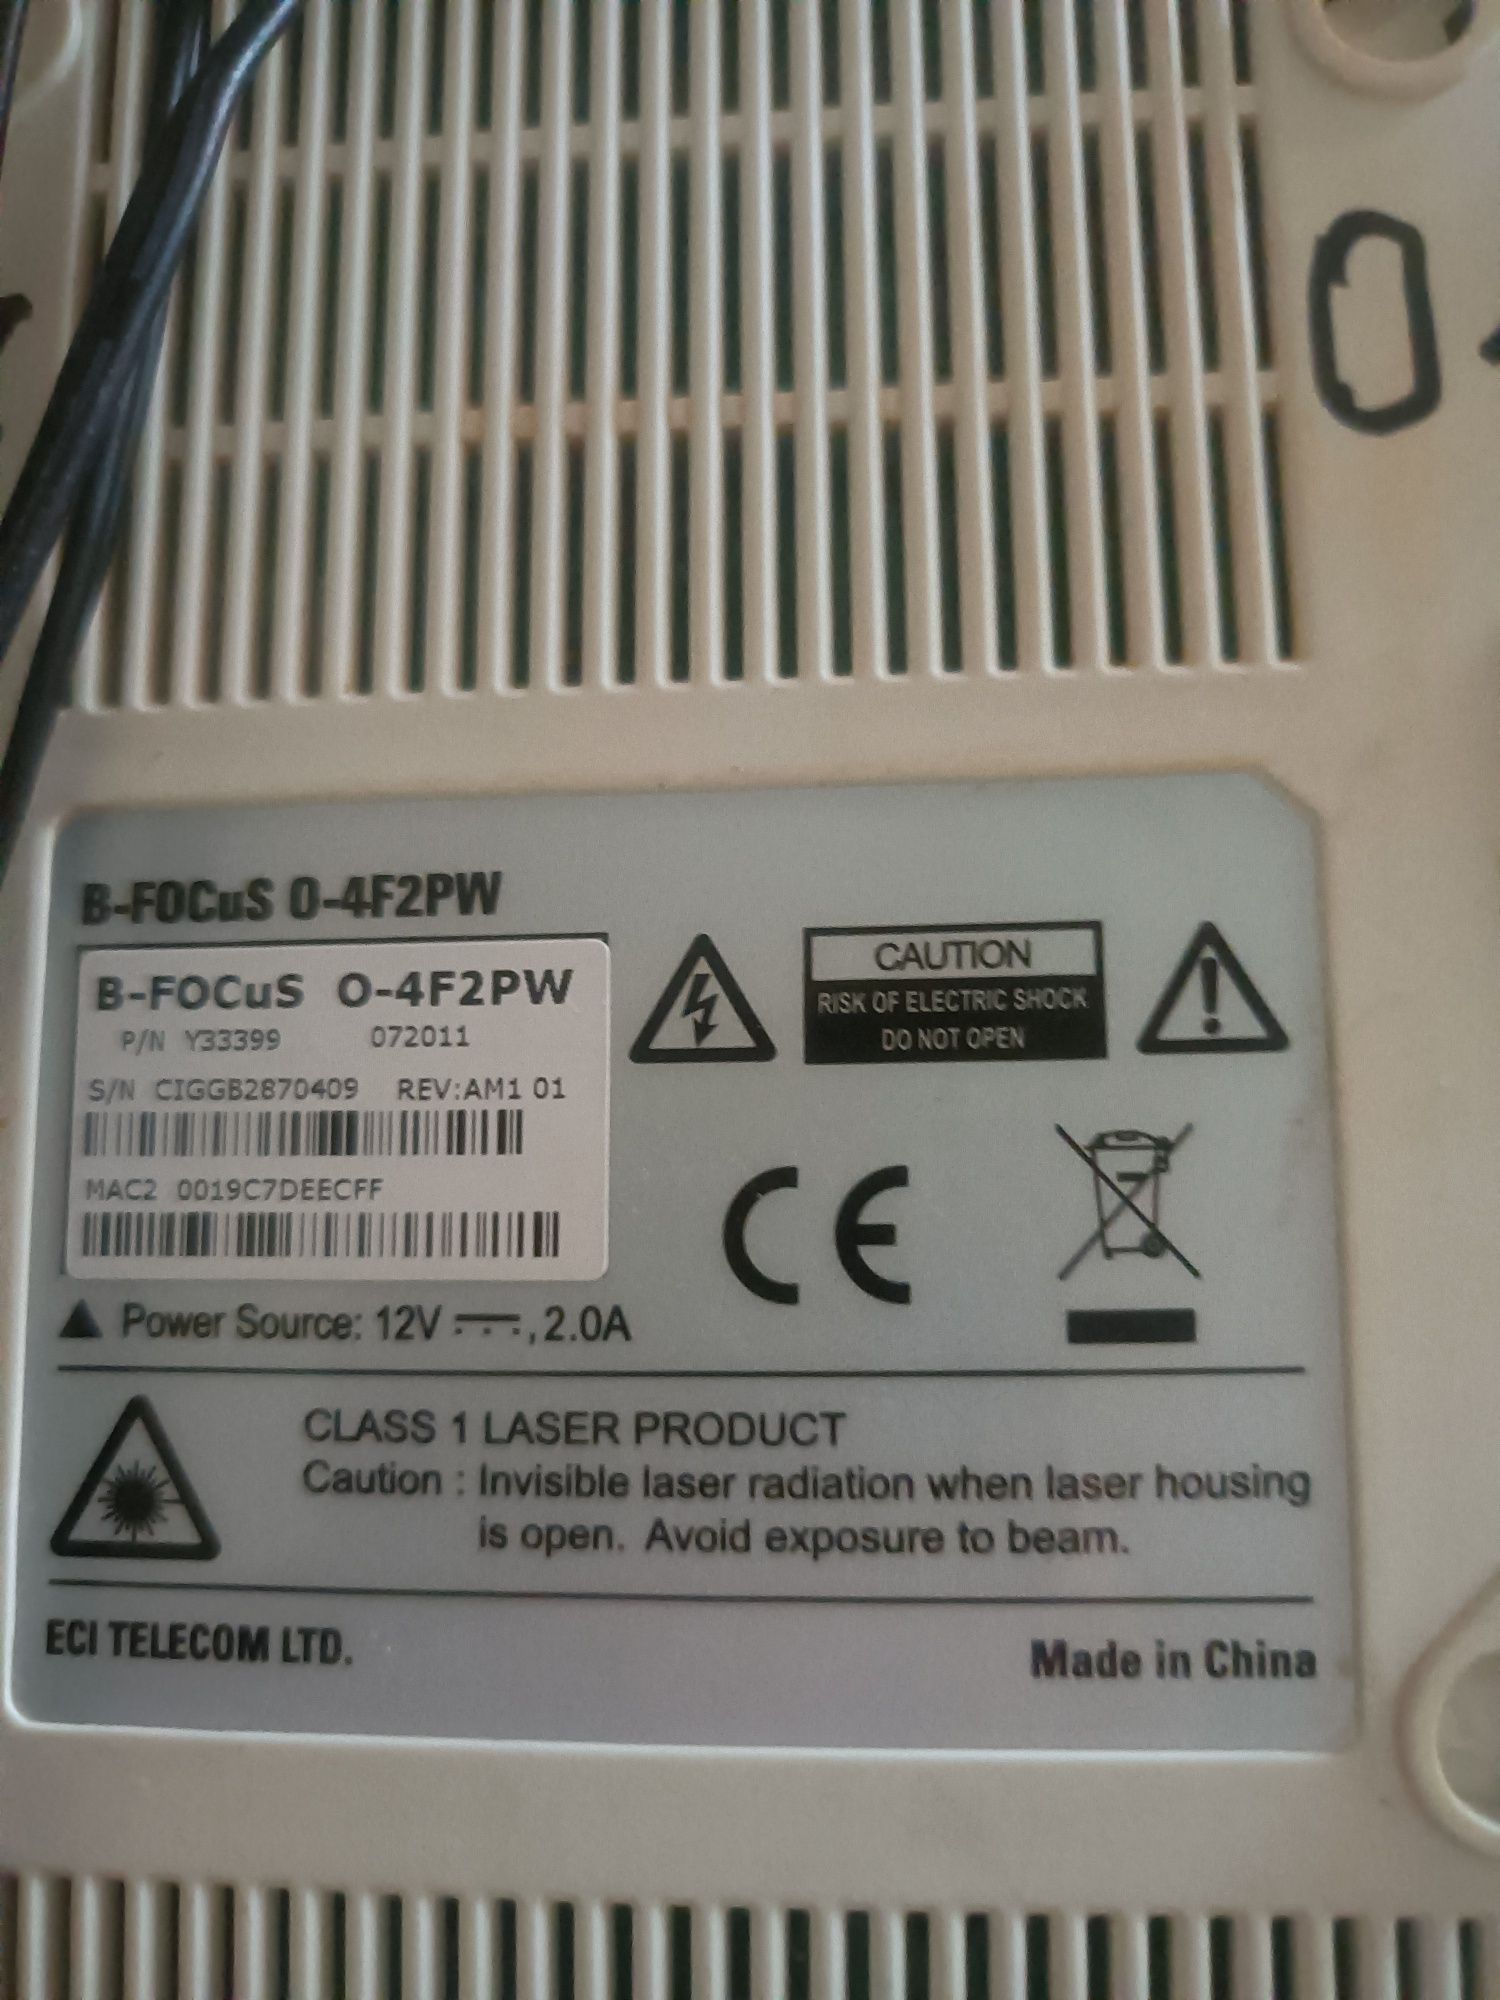 0
B-FOCuS O-4F2PW
B-FOCuS O-4F2PW
P/N Y33399 072011
S/N CIGGB2870409 REV:AM1 01
MAC2 0019C7DEECFF
CAUTION
RISK OF ELECTRIC SHOCK
DO NOT OPEN
CE
Power Source: 12V ⎓, 2.0A
CLASS 1 LASER PRODUCT
Caution : Invisible laser radiation when laser housing
is open. Avoid exposure to beam.
ECI TELECOM LTD.
Made in China